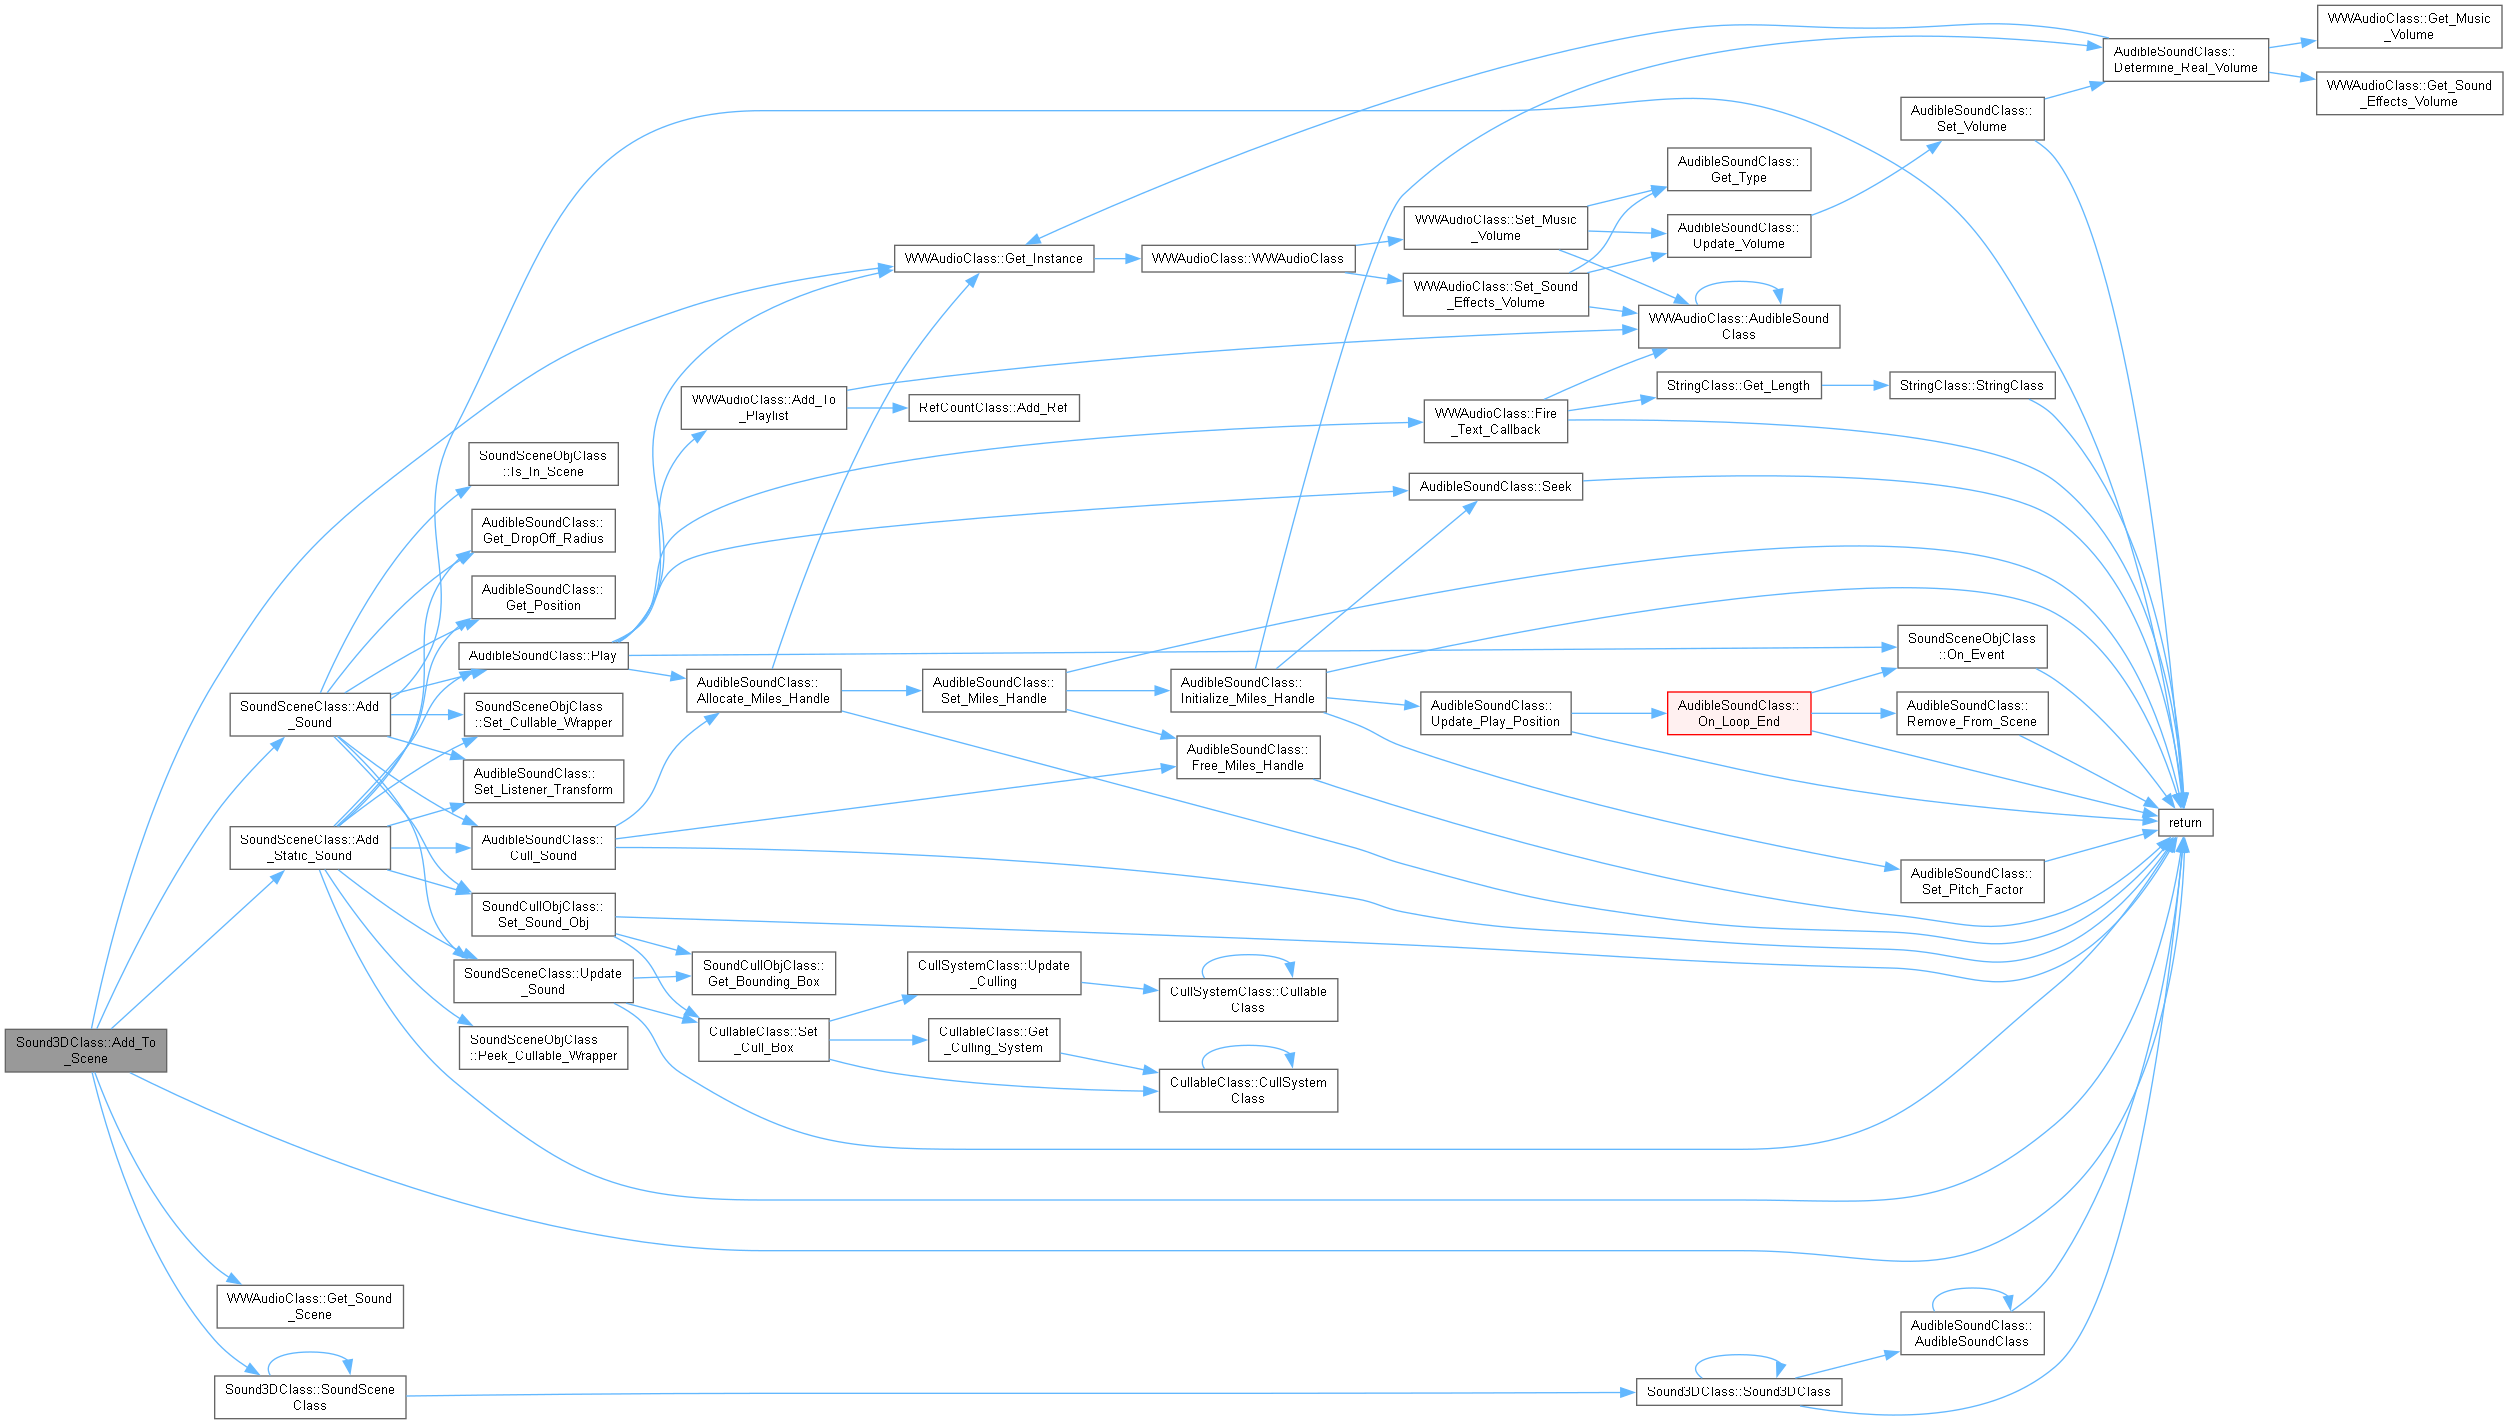 Sound3DClass::Add_To
_Scene
SoundSceneClass::Add
_Sound
SoundSceneClass::Add
_Static_Sound
WWAudioClass::Get_Sound
_Scene
Sound3DClass::SoundScene
Class
SoundSceneObjClass
::Is_In_Scene
AudibleSoundClass::
Get_DropOff_Radius
AudibleSoundClass::
Get_Position
AudibleSoundClass::Play
SoundSceneObjClass
::Set_Cullable_Wrapper
AudibleSoundClass::
Set_Listener_Transform
AudibleSoundClass::
Cull_Sound
SoundCullObjClass::
Set_Sound_Obj
SoundSceneClass::Update
_Sound
SoundSceneObjClass
::Peek_Cullable_Wrapper
WWAudioClass::Add_To
_Playlist
AudibleSoundClass::
Allocate_Miles_Handle
SoundCullObjClass::
Get_Bounding_Box
CullableClass::Set
_Cull_Box
WWAudioClass::Get_Instance
RefCountClass::Add_Ref
AudibleSoundClass::
Set_Miles_Handle
CullSystemClass::Update
_Culling
CullableClass::Get
_Culling_System
WWAudioClass::WWAudioClass
AudibleSoundClass::
Initialize_Miles_Handle
AudibleSoundClass::
Free_Miles_Handle
CullSystemClass::Cullable
Class
CullableClass::CullSystem
Class
WWAudioClass::Set_Music
_Volume
WWAudioClass::Set_Sound
_Effects_Volume
WWAudioClass::Fire
_Text_Callback
AudibleSoundClass::Seek
AudibleSoundClass::
Update_Play_Position
AudibleSoundClass::
Get_Type
AudibleSoundClass::
Update_Volume
WWAudioClass::AudibleSound
Class
StringClass::Get_Length
AudibleSoundClass::
On_Loop_End
Sound3DClass::Sound3DClass
AudibleSoundClass::
Set_Volume
StringClass::StringClass
SoundSceneObjClass
::On_Event
AudibleSoundClass::
Remove_From_Scene
AudibleSoundClass::
Set_Pitch_Factor
AudibleSoundClass::
AudibleSoundClass
AudibleSoundClass::
Determine_Real_Volume
return
WWAudioClass::Get_Music
_Volume
WWAudioClass::Get_Sound
_Effects_Volume